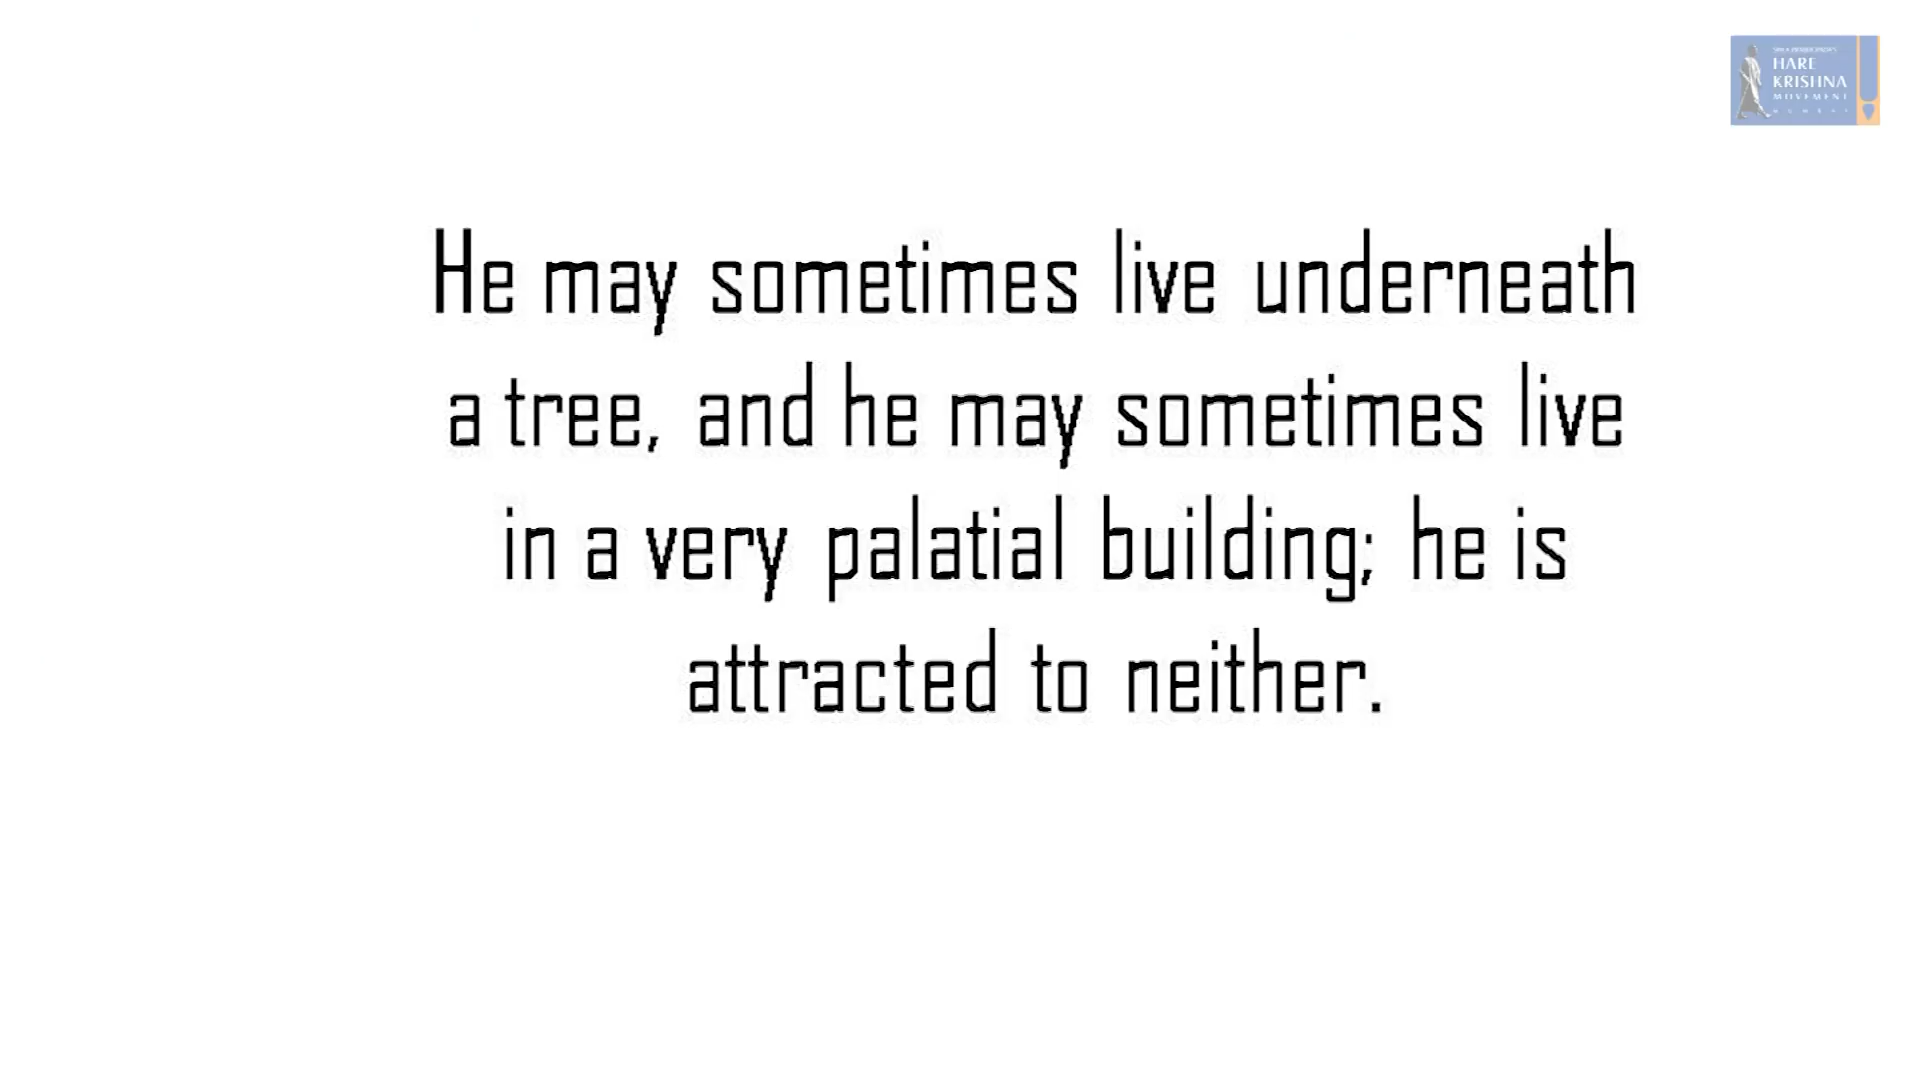 HARE
KRISHNA
MOVEMENT
He may sometimes live underneath
a tree, and he may sometimes live
in a very palatial building; he is
attracted to neither.